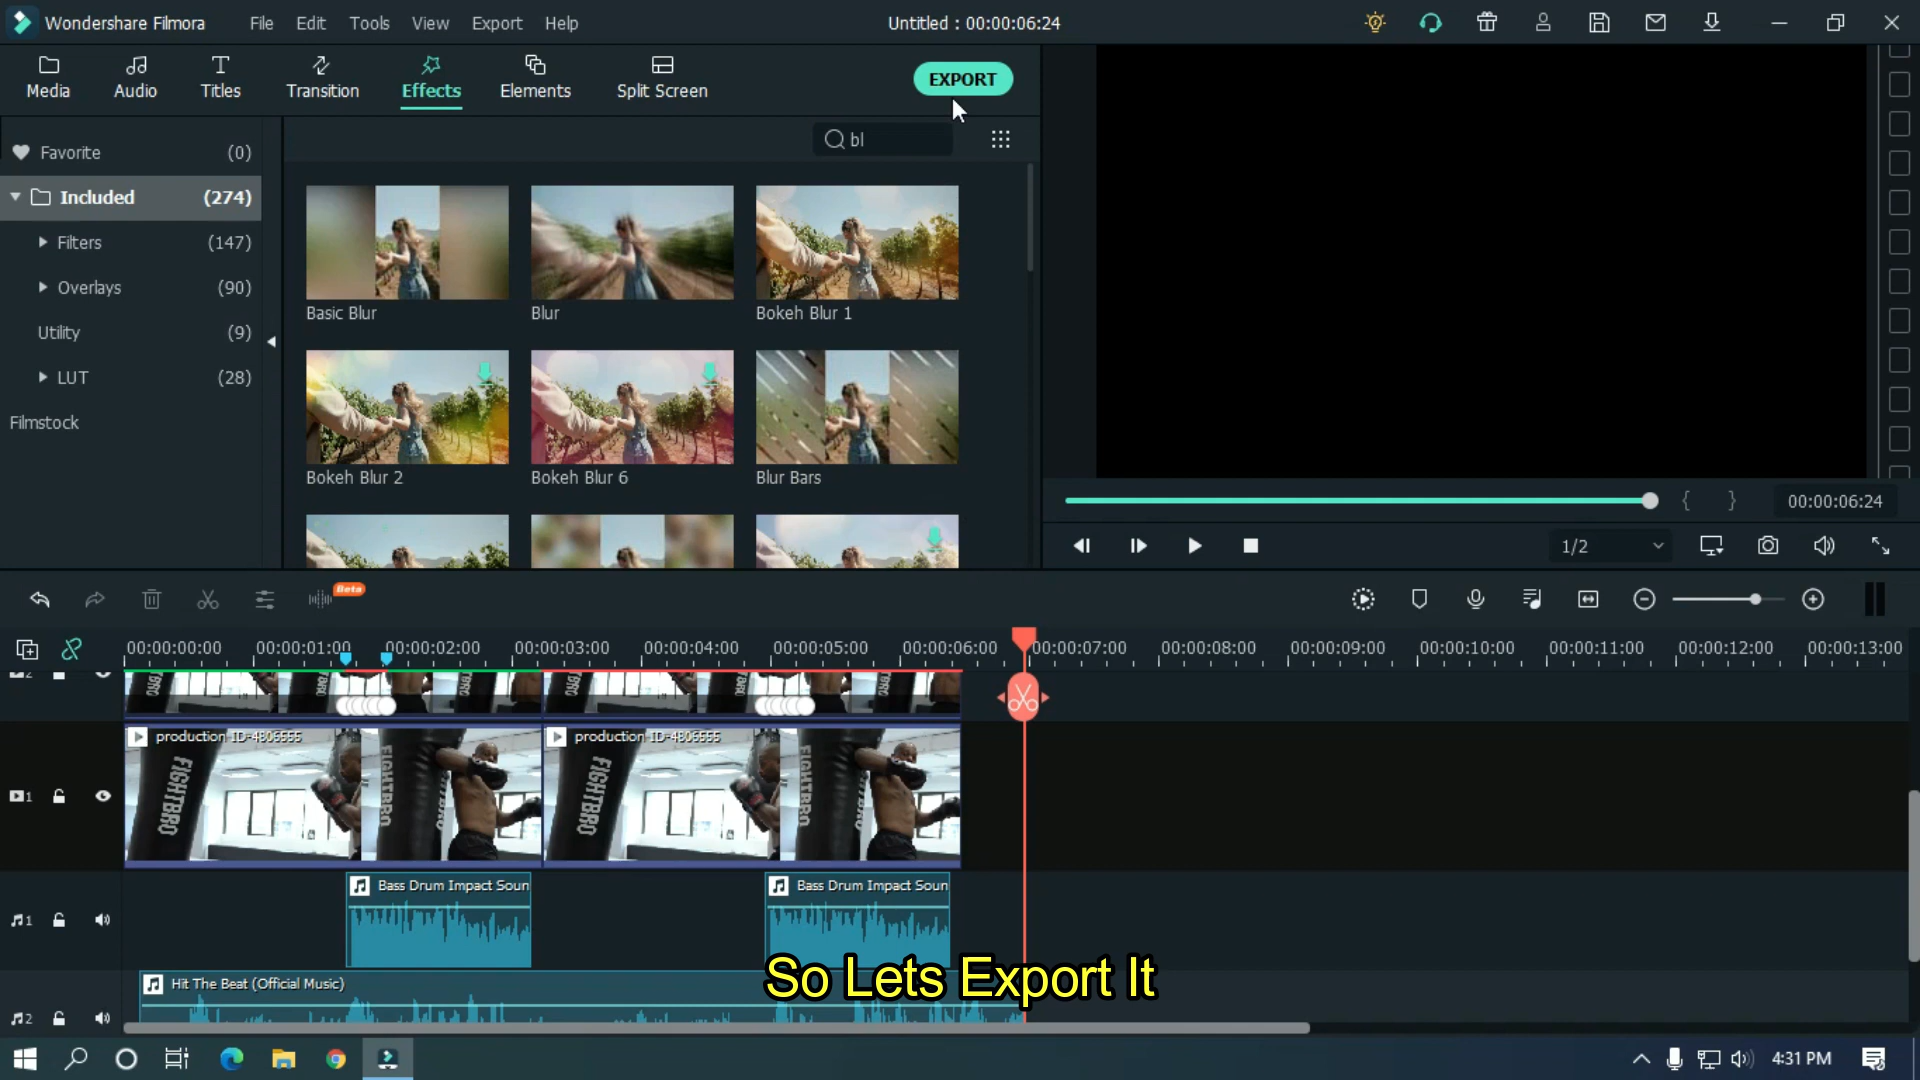 Wondershare Filmora
File Edit Tools View Export Help
Untitled : 00:00:06:24
Media Audio Titles Transition Effects Elements Split Screen
EXPORT
bl
Favorite (0)
Included (274)
Filters (147)
Overlays (90)
Utility (9)
LUT (28)
Filmstock
Basic Blur Blur Bokeh Blur 1
Bokeh Blur 2 Bokeh Blur 6 Blur Bars
{ } 00:00:06:24
1/2
Beta
00:00:00:00 00:00:01:00 00:00:02:00 00:00:03:00 00:00:04:00 00:00:05:00 00:00:06:00 00:00:07:00 00:00:08:00 00:00:09:00 00:00:10:00 00:00:11:00 00:00:12:00 00:00:13:00
production ID-4806555 production ID-4806555
FIGHTBRO FIGHTBRO FIGHTBRO FIGHTBRO
1
Bass Drum Impact Soun Bass Drum Impact Soun
1
So Lets Export It
Hit The Beat (Official Music)
2
4:31 PM